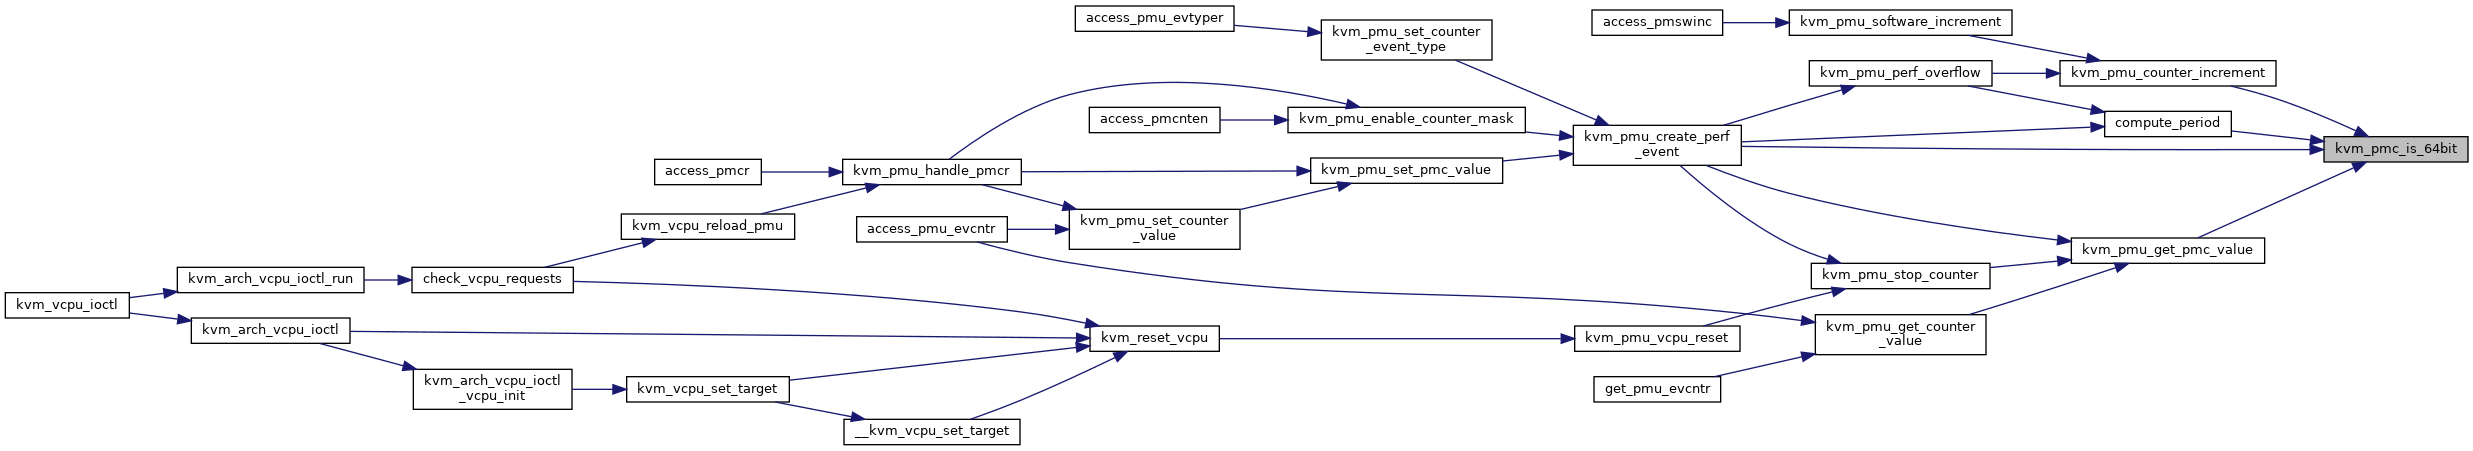 access_pmu_evtyper
kvm_pmu_set_counter
_event_type
access_pmswinc
kvm_pmu_software_increment
kvm_pmu_perf_overflow
kvm_pmu_counter_increment
access_pmcnten
kvm_pmu_enable_counter_mask
kvm_pmu_create_perf
_event
compute_period
kvm_pmc_is_64bit
access_pmcr
kvm_pmu_handle_pmcr
kvm_pmu_set_pmc_value
kvm_vcpu_reload_pmu
access_pmu_evcntr
kvm_pmu_set_counter
_value
kvm_pmu_get_pmc_value
kvm_vcpu_ioctl
kvm_arch_vcpu_ioctl_run
check_vcpu_requests
kvm_pmu_stop_counter
kvm_arch_vcpu_ioctl
kvm_reset_vcpu
kvm_pmu_vcpu_reset
kvm_pmu_get_counter
_value
kvm_arch_vcpu_ioctl
_vcpu_init
kvm_vcpu_set_target
get_pmu_evcntr
__kvm_vcpu_set_target